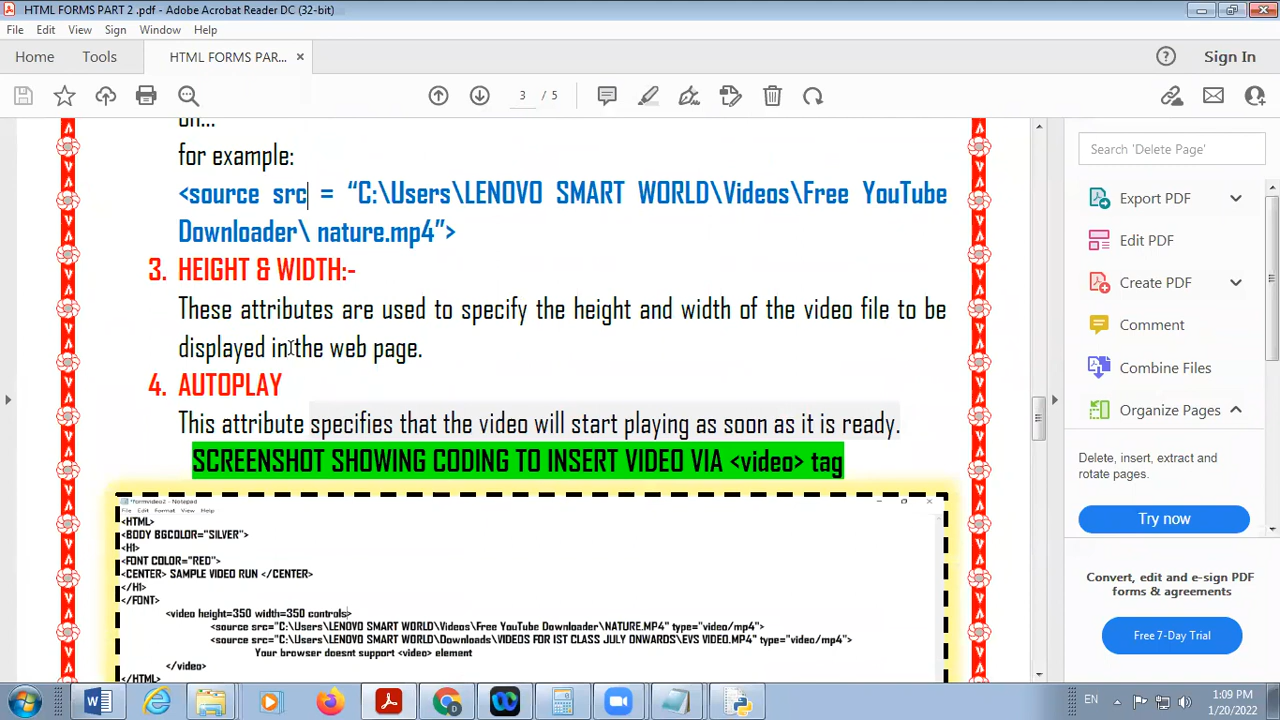 HTML FORMS PART 2 .pdf - Adobe Acrobat Reader DC (32-bit)
File Edit View Sign Window Help
Home Tools HTML FORMS PAR... × Sign In
3 / 5
on...
for example:
<source src = “C:\Users\LENOVO SMART WORLD\Videos\Free YouTube
Downloader\ nature.mp4”>
3. HEIGHT & WIDTH:-
These attributes are used to specify the height and width of the video file to be
displayed in the web page.
4. AUTOPLAY
This attribute specifies that the video will start playing as soon as it is ready.
SCREENSHOT SHOWING CODING TO INSERT VIDEO VIA <video> tag
*formvideo2 - Notepad
File Edit Format View Help
<HTML>
<BODY BGCOLOR="SILVER">
<H1>
<FONT COLOR="RED">
<CENTER> SAMPLE VIDEO RUN </CENTER>
</H1>
</FONT>
<video height=350 width=350 controls>
<source src="C:\Users\LENOVO SMART WORLD\Videos\Free YouTube Downloader\NATURE.MP4" type="video/mp4">
<source src="C:\Users\LENOVO SMART WORLD\Downloads\VIDEOS FOR IST CLASS JULY ONWARDS\EVS VIDEO.MP4" type="video/mp4">
Your browser doesnt support <video> element
</video>
</HTML>
Search 'Delete Page'
Export PDF
Edit PDF
Create PDF
Comment
Combine Files
Organize Pages
Delete, insert, extract and
rotate pages.
Try now
Convert, edit and e-sign PDF
forms & agreements
Free 7-Day Trial
EN
1:09 PM
1/20/2022